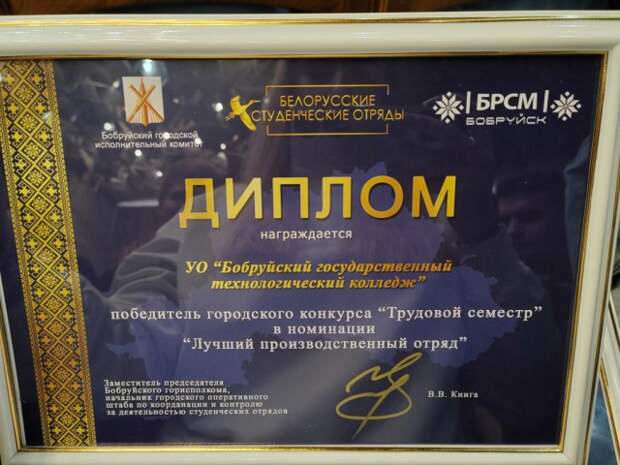 Бобруйский городской
исполнительный комитет
БЕЛОРУССКИЕ
СТУДЕНЧЕСКИЕ ОТРЯДЫ
БРСМ
БОБРУЙСК
ДИПЛОМ
награждается
УО “Бобруйский государственный
технологический колледж”
победитель городского конкурса “Трудовой семестр”
в номинации
“Лучший производственный отряд”
Заместитель председателя
Бобруйского горисполкома,
начальник городского оперативного
штаба по координации и контролю
за деятельностью студенческих отрядов
В.В. Книга